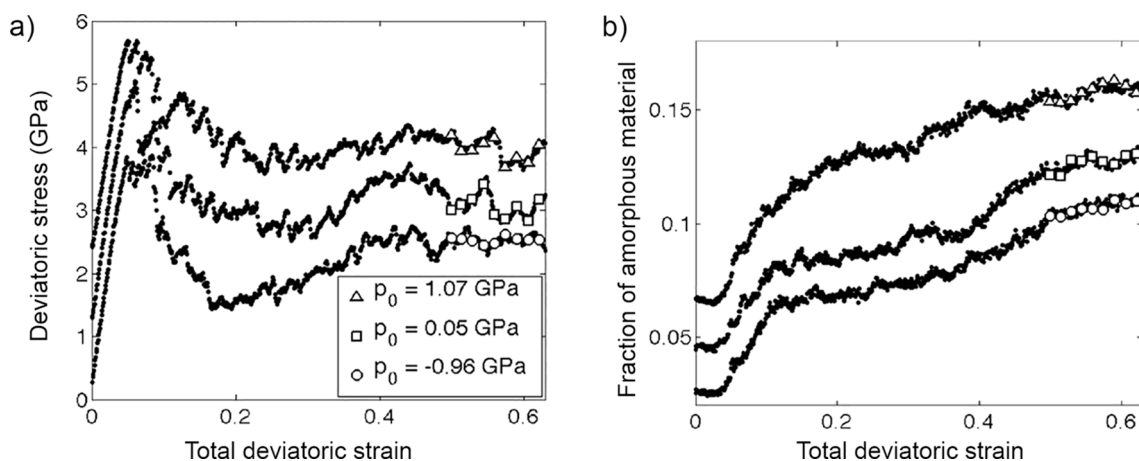 a)
Deviatoric stress (GPa)
6
5
4
3
2
1
0
0
0.2
0.4
0.6
Total deviatoric strain
p0 = 1.07 GPa
p0 = 0.05 GPa
p0 = -0.96 GPa
b)
Fraction of amorphous material
0.15
0.1
0.05
0
0.2
0.4
0.6
Total deviatoric strain